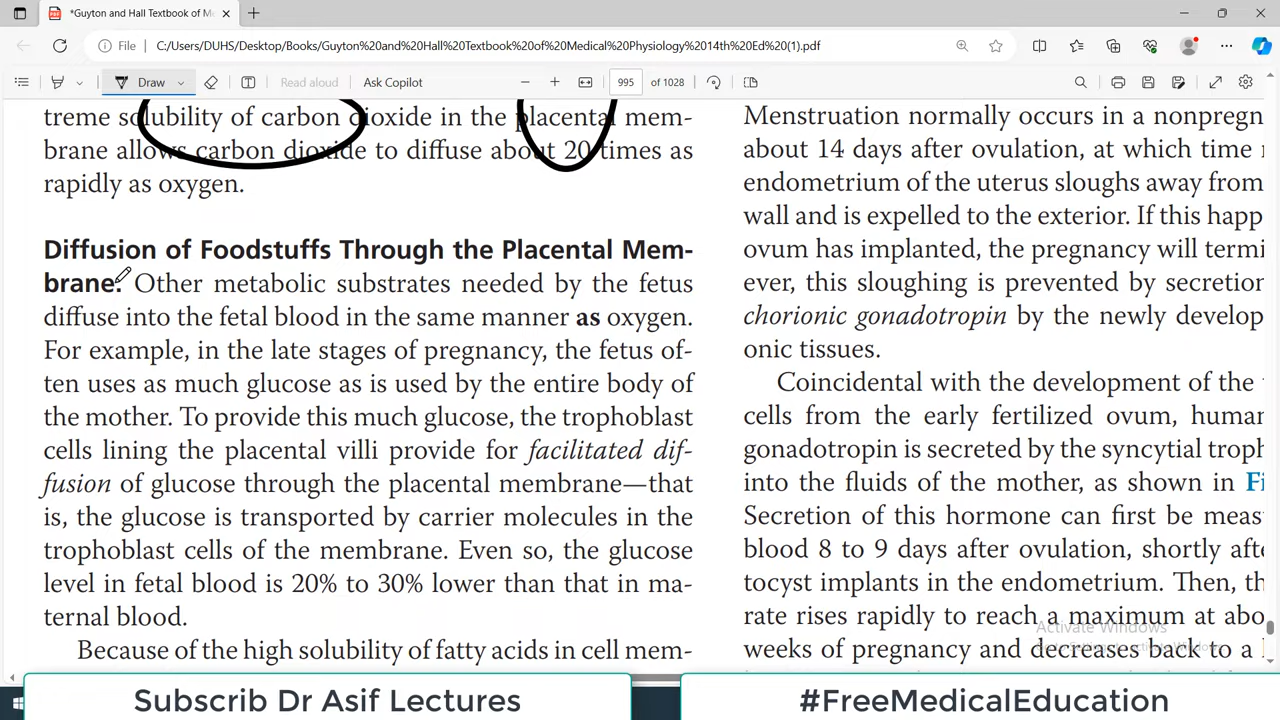 *Guyton and Hall Textbook of Me
File
C:/Users/DUHS/Desktop/Books/Guyton%20and%20Hall%20Textbook%20of%20Medical%20Physiology%2014th%20Ed%20(1).pdf
Draw
Read aloud
Ask Copilot
995 of 1028
treme solubility of carbon dioxide in the placental mem-
brane allows carbon dioxide to diffuse about 20 times as
rapidly as oxygen.
Diffusion of Foodstuffs Through the Placental Mem-
brane. Other metabolic substrates needed by the fetus
diffuse into the fetal blood in the same manner as oxygen.
For example, in the late stages of pregnancy, the fetus of-
ten uses as much glucose as is used by the entire body of
the mother. To provide this much glucose, the trophoblast
cells lining the placental villi provide for facilitated dif-
fusion of glucose through the placental membrane—that
is, the glucose is transported by carrier molecules in the
trophoblast cells of the membrane. Even so, the glucose
level in fetal blood is 20% to 30% lower than that in ma-
ternal blood.
Because of the high solubility of fatty acids in cell mem-
Menstruation normally occurs in a nonpregn
about 14 days after ovulation, at which time
endometrium of the uterus sloughs away from
wall and is expelled to the exterior. If this happ
ovum has implanted, the pregnancy will termi
ever, this sloughing is prevented by secretion
chorionic gonadotropin by the newly develop
onic tissues.
Coincidental with the development of the
cells from the early fertilized ovum, human
gonadotropin is secreted by the syncytial troph
into the fluids of the mother, as shown in Fi
Secretion of this hormone can first be meas
blood 8 to 9 days after ovulation, shortly afte
tocyst implants in the endometrium. Then, th
rate rises rapidly to reach a maximum at abo
weeks of pregnancy and decreases back to a
Activate Windows
Subscrib Dr Asif Lectures
#FreeMedicalEducation